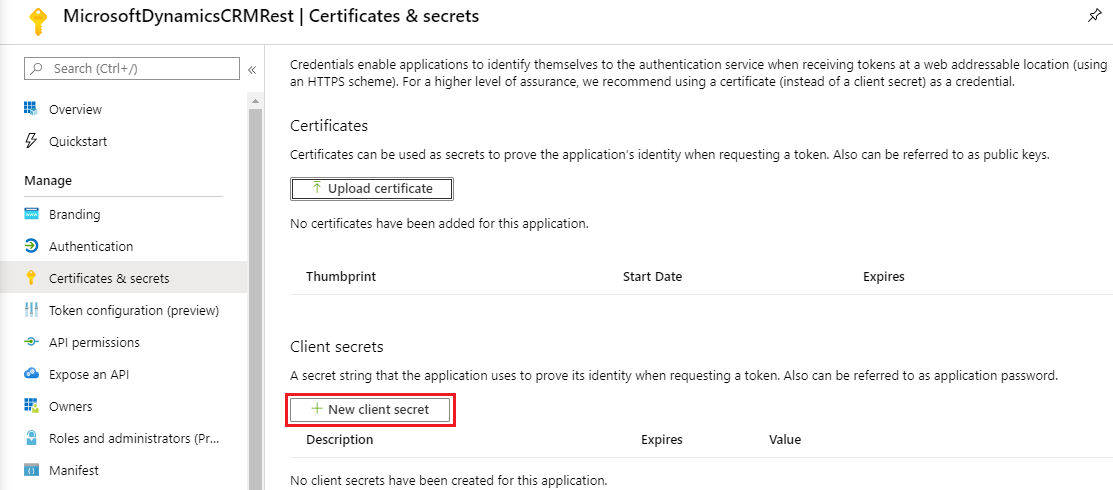 MicrosoftDynamicsCRMRest | Certificates & secrets
Search (Ctrl+/)
«
Overview
Quickstart
Manage
Branding
Authentication
Certificates & secrets
Token configuration (preview)
API permissions
Expose an API
Owners
Roles and administrators (Pr...
Manifest
Credentials enable applications to identify themselves to the authentication service when receiving tokens at a web addressable location (using
an HTTPS scheme). For a higher level of assurance, we recommend using a certificate (instead of a client secret) as a credential.
Certificates
Certificates can be used as secrets to prove the application's identity when requesting a token. Also can be referred to as public keys.
Upload certificate
No certificates have been added for this application.
Thumbprint Start Date Expires
Client secrets
A secret string that the application uses to prove its identity when requesting a token. Also can be referred to as application password.
New client secret
Description Expires Value
No client secrets have been created for this application.